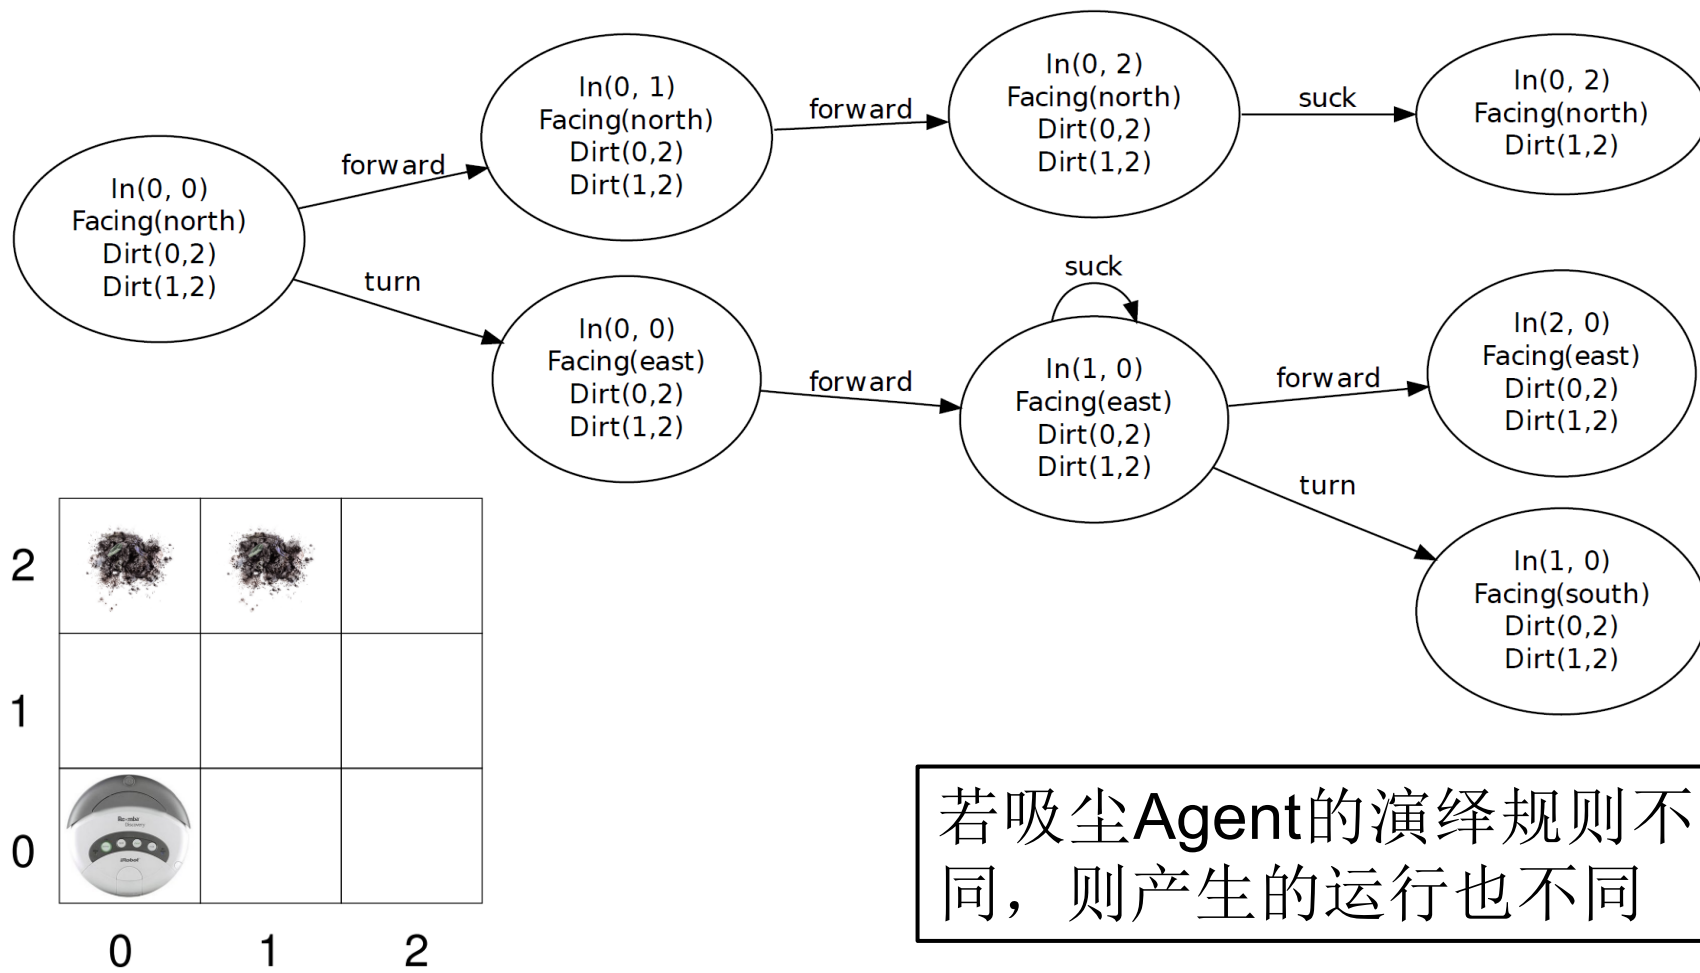 In(0, 0)
Facing(north)
Dirt(0,2)
Dirt(1,2)
forward
In(0, 1)
Facing(north)
Dirt(0,2)
Dirt(1,2)
forward
In(0, 2)
Facing(north)
Dirt(0,2)
Dirt(1,2)
suck
In(0, 2)
Facing(north)
Dirt(1,2)
turn
In(0, 0)
Facing(east)
Dirt(0,2)
Dirt(1,2)
forward
suck
In(1, 0)
Facing(east)
Dirt(0,2)
Dirt(1,2)
forward
In(2, 0)
Facing(east)
Dirt(0,2)
Dirt(1,2)
turn
In(1, 0)
Facing(south)
Dirt(0,2)
Dirt(1,2)
2
1
0
0 1 2
iRobot
若吸尘Agent的演绎规则不
同，则产生的运行也不同